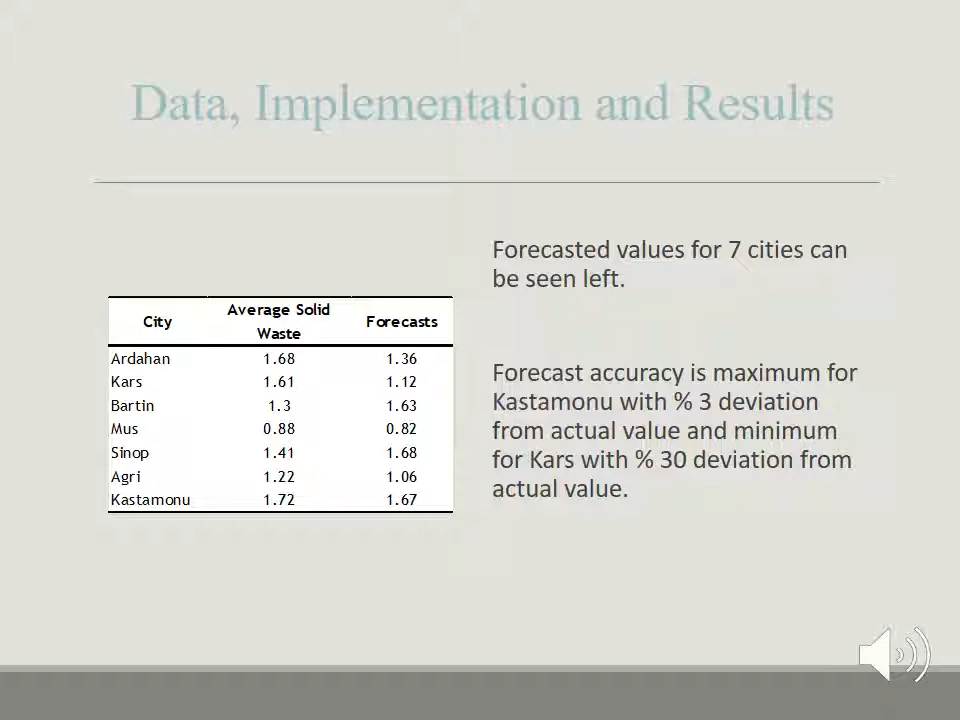 Data, Implementation and Results
Forecasted values for 7 cities can
be seen left.
City Average Solid Waste Forecasts
Ardahan 1.68 1.36
Kars 1.61 1.12
Bartin 1.3 1.63
Mus 0.88 0.82
Sinop 1.41 1.68
Agri 1.22 1.06
Kastamonu 1.72 1.67
Forecast accuracy is maximum for
Kastamonu with % 3 deviation
from actual value and minimum
for Kars with % 30 deviation from
actual value.